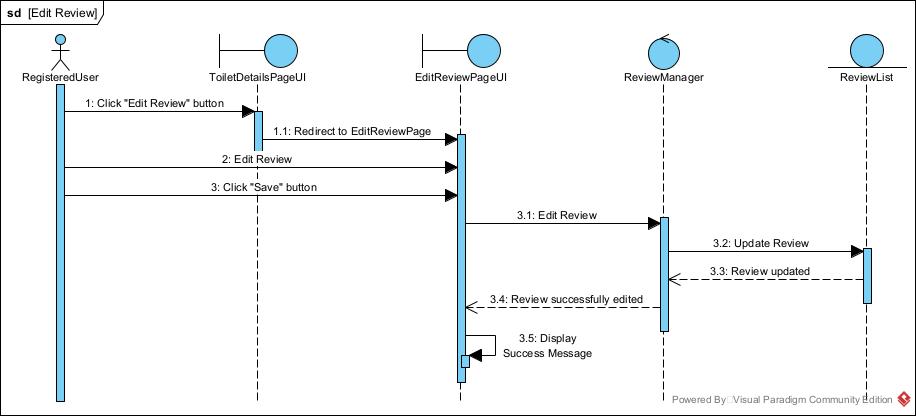 sd [Edit Review]
RegisteredUser
ToiletDetailsPageUI
EditReviewPageUI
ReviewManager
ReviewList
1: Click "Edit Review" button
1.1: Redirect to EditReviewPage
2: Edit Review
3: Click "Save" button
3.1: Edit Review
3.2: Update Review
3.3: Review updated
3.4: Review successfully edited
3.5: Display
Success Message
Powered By Visual Paradigm Community Edition